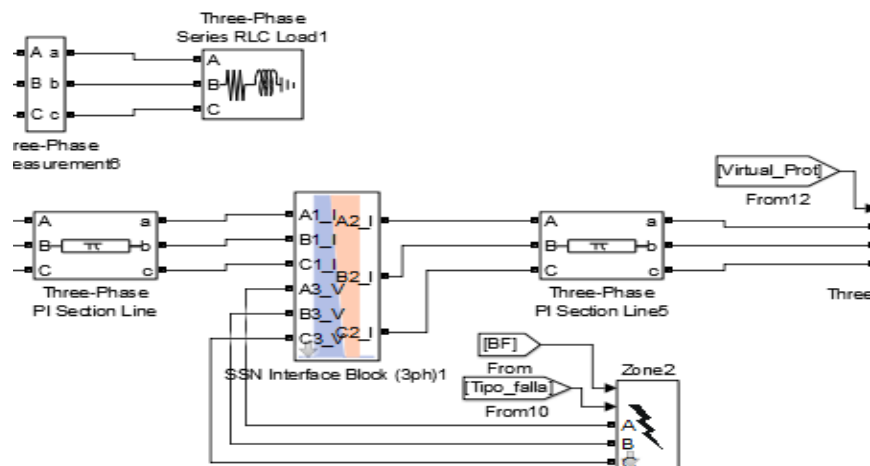 Three-Phase
Series RLC Load1
A a
B b
C c
A
B
C
ree-Phase
easurement6
[Virtual_Prot]
From12
A a
B π b
C c
Three-Phase
PI Section Line
A1_I
B1_I
C1_I
A3_V
B3_V
C3_V
A2_I
B2_I
C2_I
SSN Interface Block (3ph)1
A a
B π b
C c
Three-Phase
PI Section Line5
Three
[BF]
From
[Tipo_falla]
From10
Zone2
A
B
C